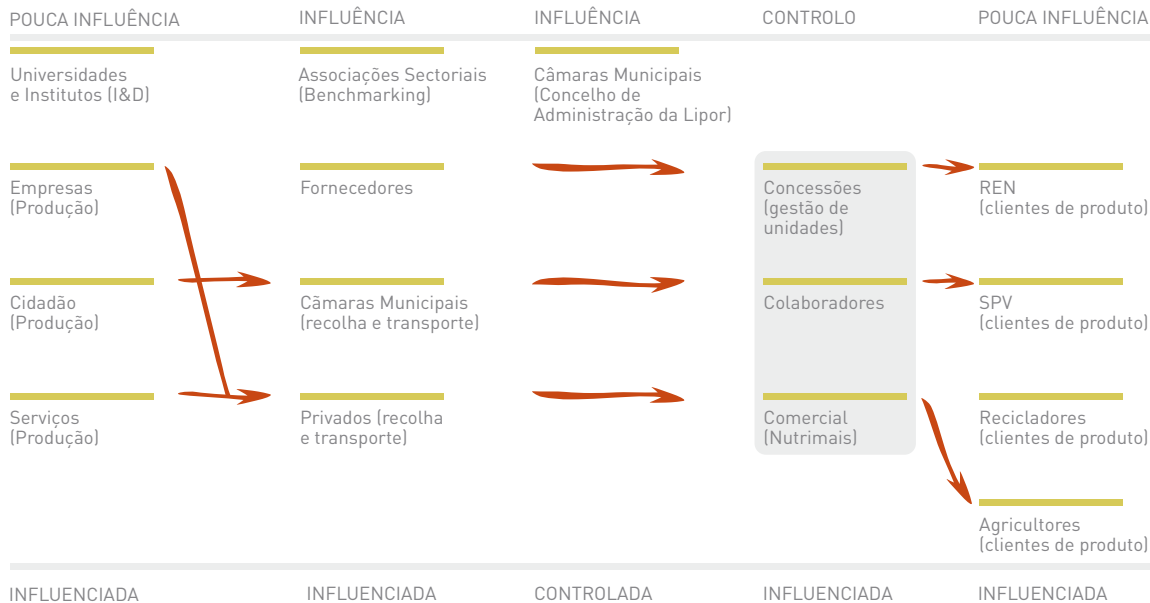 POUCA INFLUÊNCIA
INFLUÊNCIA
INFLUÊNCIA
CONTROLO
POUCA INFLUÊNCIA
Universidades
e Institutos (I&D)
Associações Sectoriais
(Benchmarking)
Câmaras Municipais
(Concelho de
Administração da Lipor)
Empresas
(Produção)
Fornecedores
Concessões
(gestão de
unidades)
REN
(clientes de produto)
Cidadão
(Produção)
Cãmaras Municipais
(recolha e transporte)
Colaboradores
SPV
(clientes de produto)
Serviços
(Produção)
Privados (recolha
e transporte)
Comercial
(Nutrimais)
Recicladores
(clientes de produto)
Agricultores
(clientes de produto)
INFLUENCIADA
INFLUENCIADA
CONTROLADA
INFLUENCIADA
INFLUENCIADA